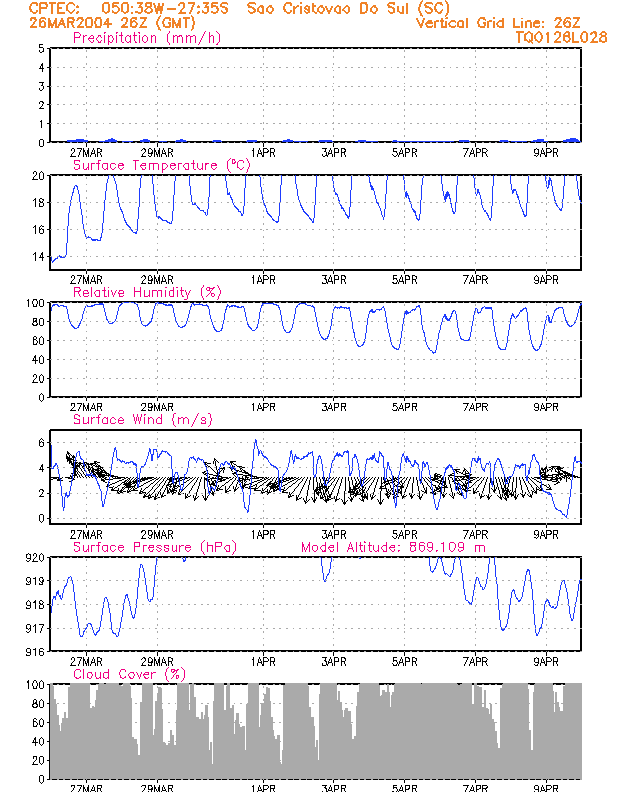 CPTEC: 050:38W-27:35S Sao Cristovao Do Sul (SC)
26MAR2004 26Z (GMT) Vertical Grid Line: 26Z
Precipitation (mm/h) TQ0126L028
5
4
3
2
1
0
27MAR 29MAR 1APR 3APR 5APR 7APR 9APR
Surface Temperature (ºC)
20
18
16
14
27MAR 29MAR 1APR 3APR 5APR 7APR 9APR
Relative Humidity (%)
100
80
60
40
20
0
27MAR 29MAR 1APR 3APR 5APR 7APR 9APR
Surface Wind (m/s)
6
4
2
0
27MAR 29MAR 1APR 3APR 5APR 7APR 9APR
Surface Pressure (hPa) Model Altitude: 869.109 m
920
919
918
917
916
27MAR 29MAR 1APR 3APR 5APR 7APR 9APR
Cloud Cover (%)
100
80
60
40
20
0
27MAR 29MAR 1APR 3APR 5APR 7APR 9APR